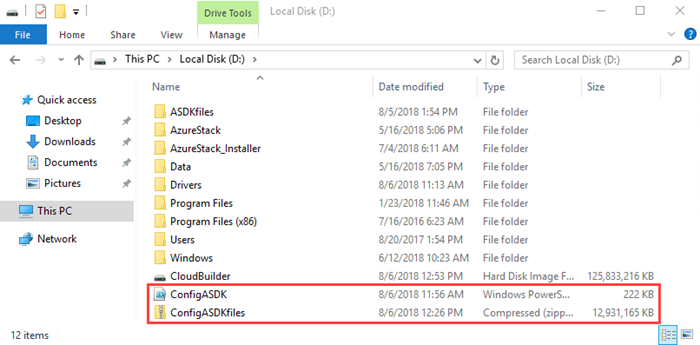 Drive Tools Local Disk (D:)
File Home Share View Manage
This PC > Local Disk (D:) Search Local Disk (D:)
Name Date modified Type Size
Quick access
Desktop
Downloads
Documents
Pictures
This PC
Network
ASDKfiles 8/5/2018 1:54 PM File folder
AzureStack 5/16/2018 5:06 PM File folder
AzureStack_Installer 7/4/2018 6:11 AM File folder
Data 5/16/2018 7:05 PM File folder
Drivers 8/6/2018 11:13 AM File folder
Program Files 1/23/2018 11:46 AM File folder
Program Files (x86) 7/16/2016 6:23 AM File folder
Users 8/20/2017 1:54 PM File folder
Windows 6/12/2018 10:23 AM File folder
CloudBuilder 8/6/2018 12:53 PM Hard Disk Image F... 125,833,216 KB
ConfigASDK 8/6/2018 11:56 AM Windows PowerS... 222 KB
ConfigASDKfiles 8/6/2018 12:26 PM Compressed (zipp... 12,931,165 KB
12 items